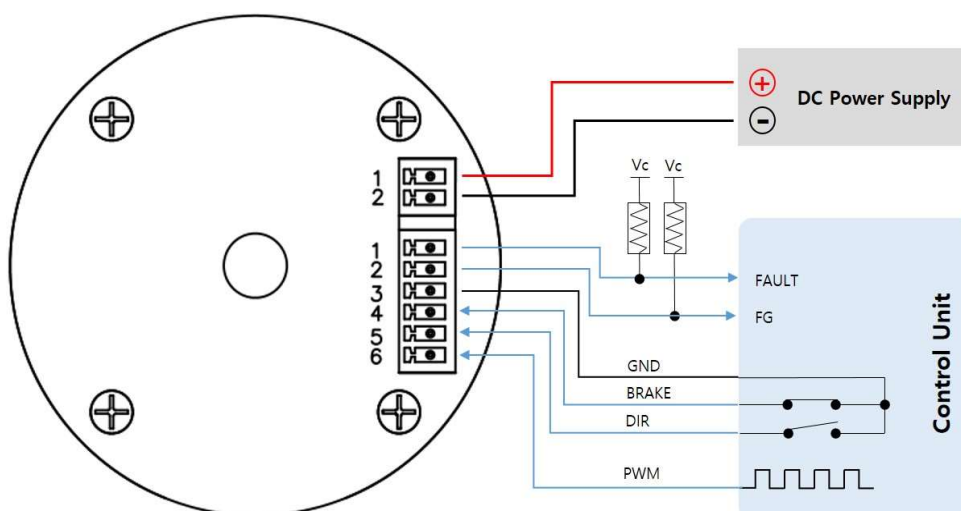 +
DC Power Supply
-
1
2
Vc Vc
1
2
3
4
5
6
FAULT
FG
GND
BRAKE
DIR
PWM
Control Unit